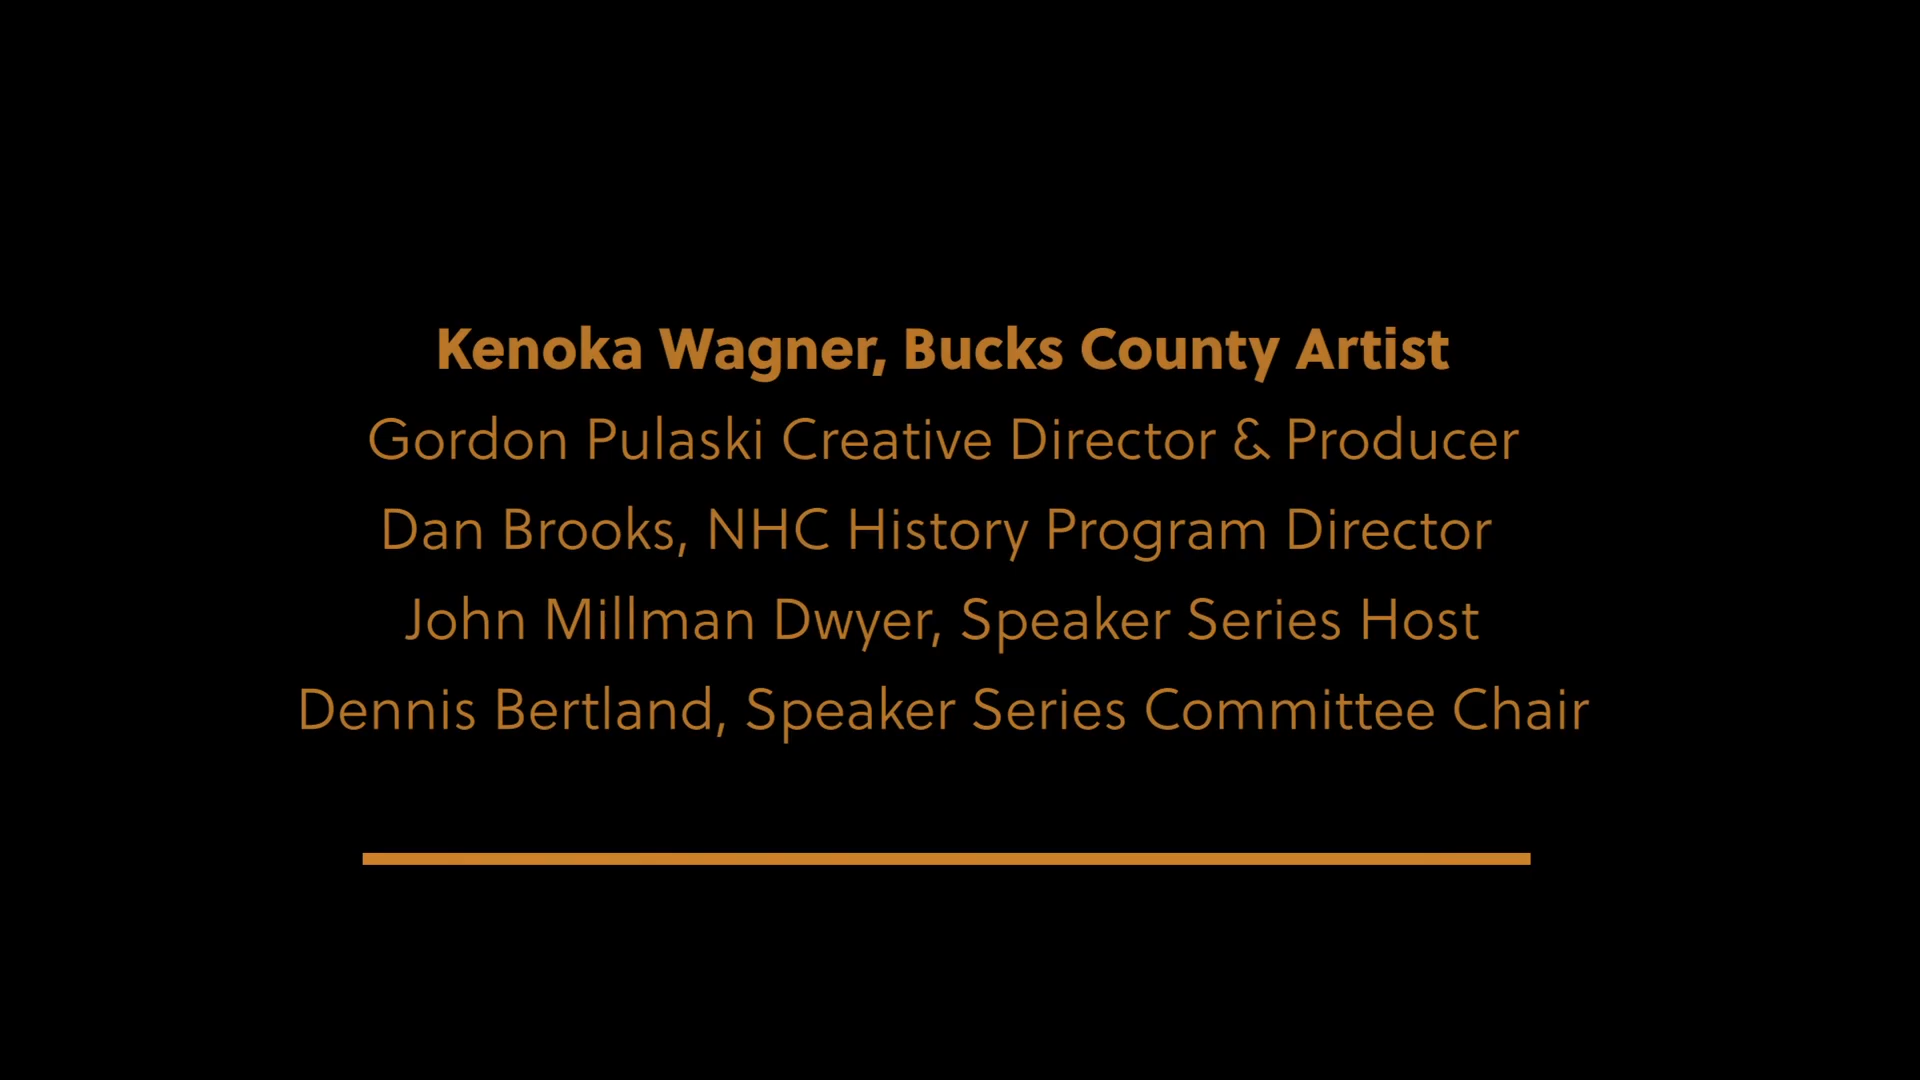 Kenoka Wagner, Bucks County Artist
Gordon Pulaski Creative Director & Producer
Dan Brooks, NHC History Program Director
John Millman Dwyer, Speaker Series Host
Dennis Bertland, Speaker Series Committee Chair